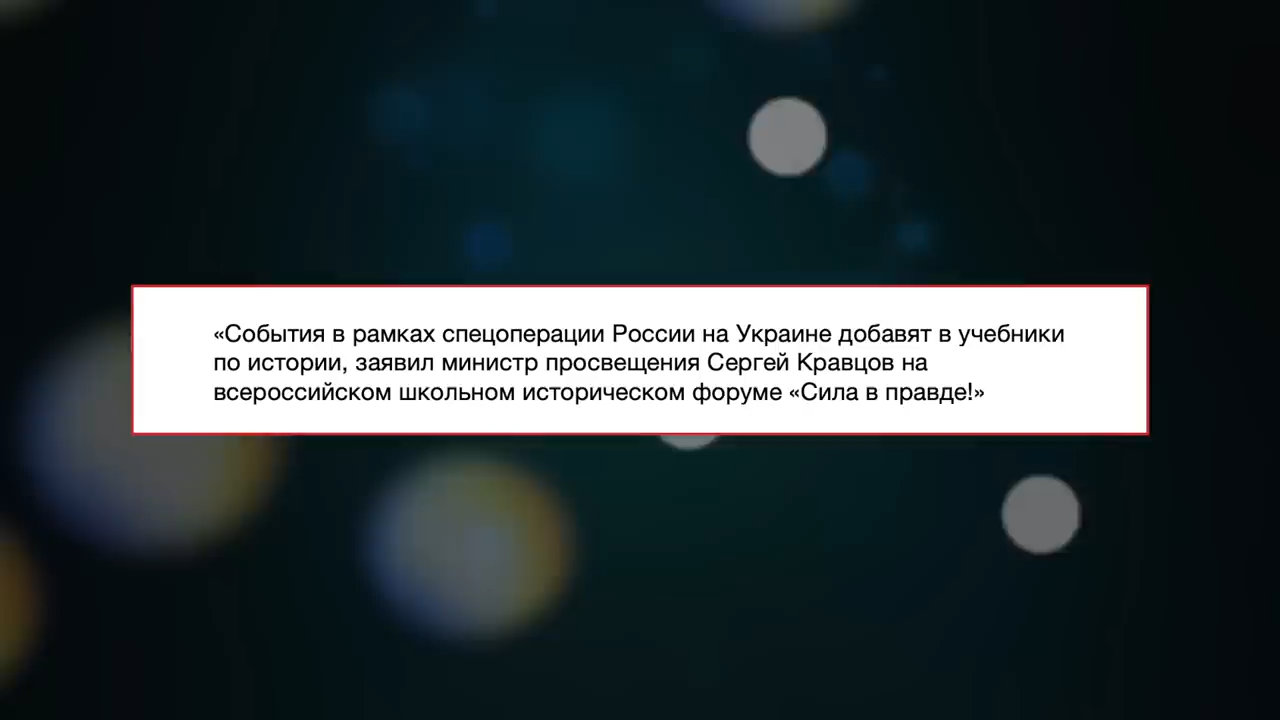 «События в рамках спецоперации России на Украине добавят в учебники
по истории, заявил министр просвещения Сергей Кравцов на
всероссийском школьном историческом форуме «Сила в правде!»